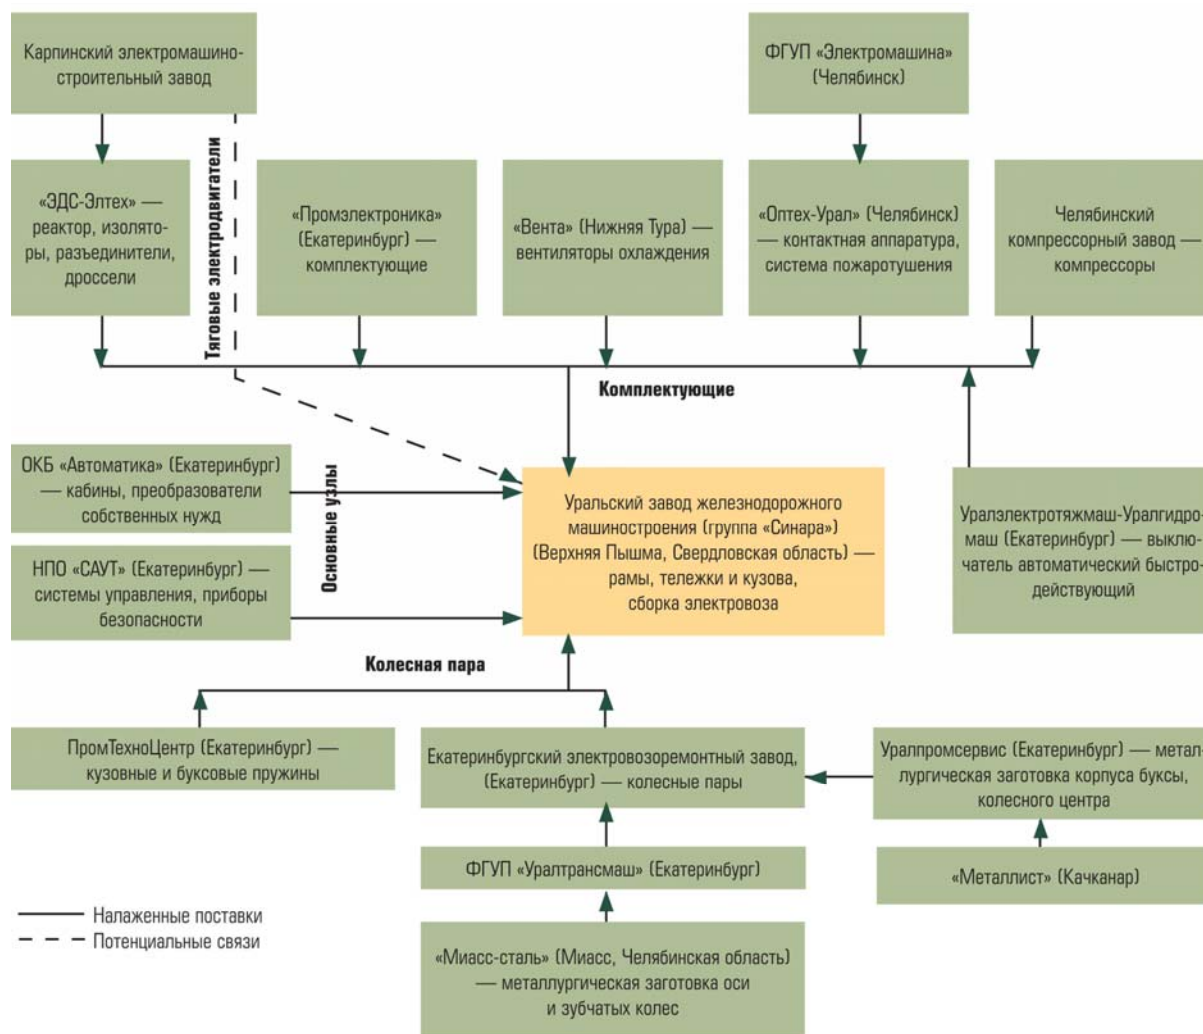 Карпинский электромашино-
строительный завод
ФГУП «Электромашина»
(Челябинск)
Тяговые электродвигатели
«ЭДС-Элтех» —
реактор, изолято-
ры, разъединители,
дроссели
«Промэлектроника»
(Екатеринбург) —
комплектующие
«Вента» (Нижняя Тура) —
вентиляторы охлаждения
«Оптех-Урал» (Челябинск)
— контактная аппаратура,
система пожаротушения
Челябинский
компрессорный завод —
компрессоры
Комплектующие
ОКБ «Автоматика» (Екатеринбург)
— кабины, преобразователи
собственных нужд
НПО «САУТ» (Екатеринбург) —
системы управления, приборы
безопасности
Основные узлы
Уральский завод железнодорожного
машиностроения (группа «Синара»)
(Верхняя Пышма, Свердловская область) —
рамы, тележки и кузова,
сборка электровоза
Уралэлектротяжмаш-Уралгидро-
маш (Екатеринбург) — выклю-
чатель автоматический быстро-
действующий
Колесная пара
ПромТехноЦентр (Екатеринбург) —
кузовные и буксовые пружины
Екатеринбургский электровозоремонтный завод,
(Екатеринбург) — колесные пары
Уралпромсервис (Екатеринбург) — метал-
лургическая заготовка корпуса буксы,
колесного центра
ФГУП «Уралтрансмаш» (Екатеринбург)
«Металлист» (Качканар)
«Миасс-сталь» (Миасс, Челябинская область)
— металлургическая заготовка оси
и зубчатых колес
Налаженные поставки
Потенциальные связи